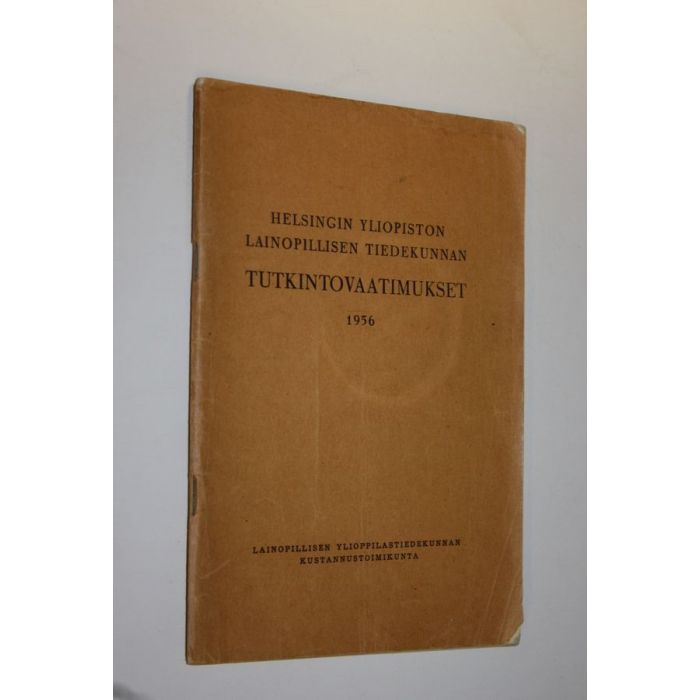 HELSINGIN YLIOPISTON
LAINOPILLISEN TIEDEKUNNAN
TUTKINTOVAATIMUKSET
1956
LAINOPILLISEN YLIOPPILASTIEDEKUNNAN
KUSTANNUSTOIMIKUNTA